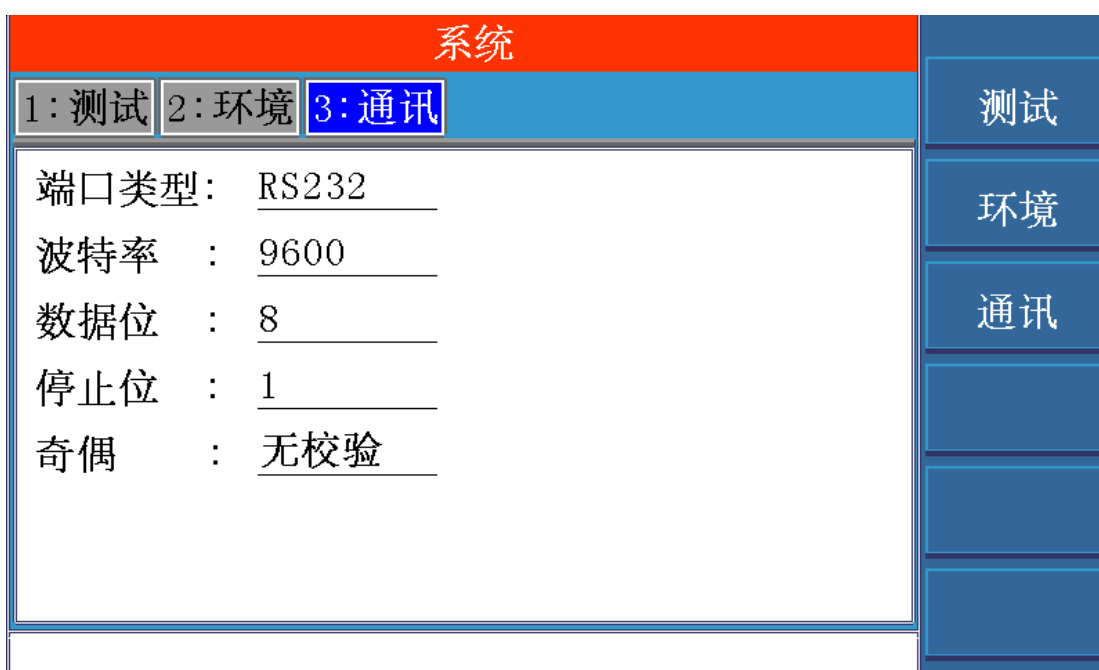 系统
1:测试 2:环境 3:通讯
端口类型: RS232
波特率 : 9600
数据位 : 8
停止位 : 1
奇偶 : 无校验
测试
环境
通讯